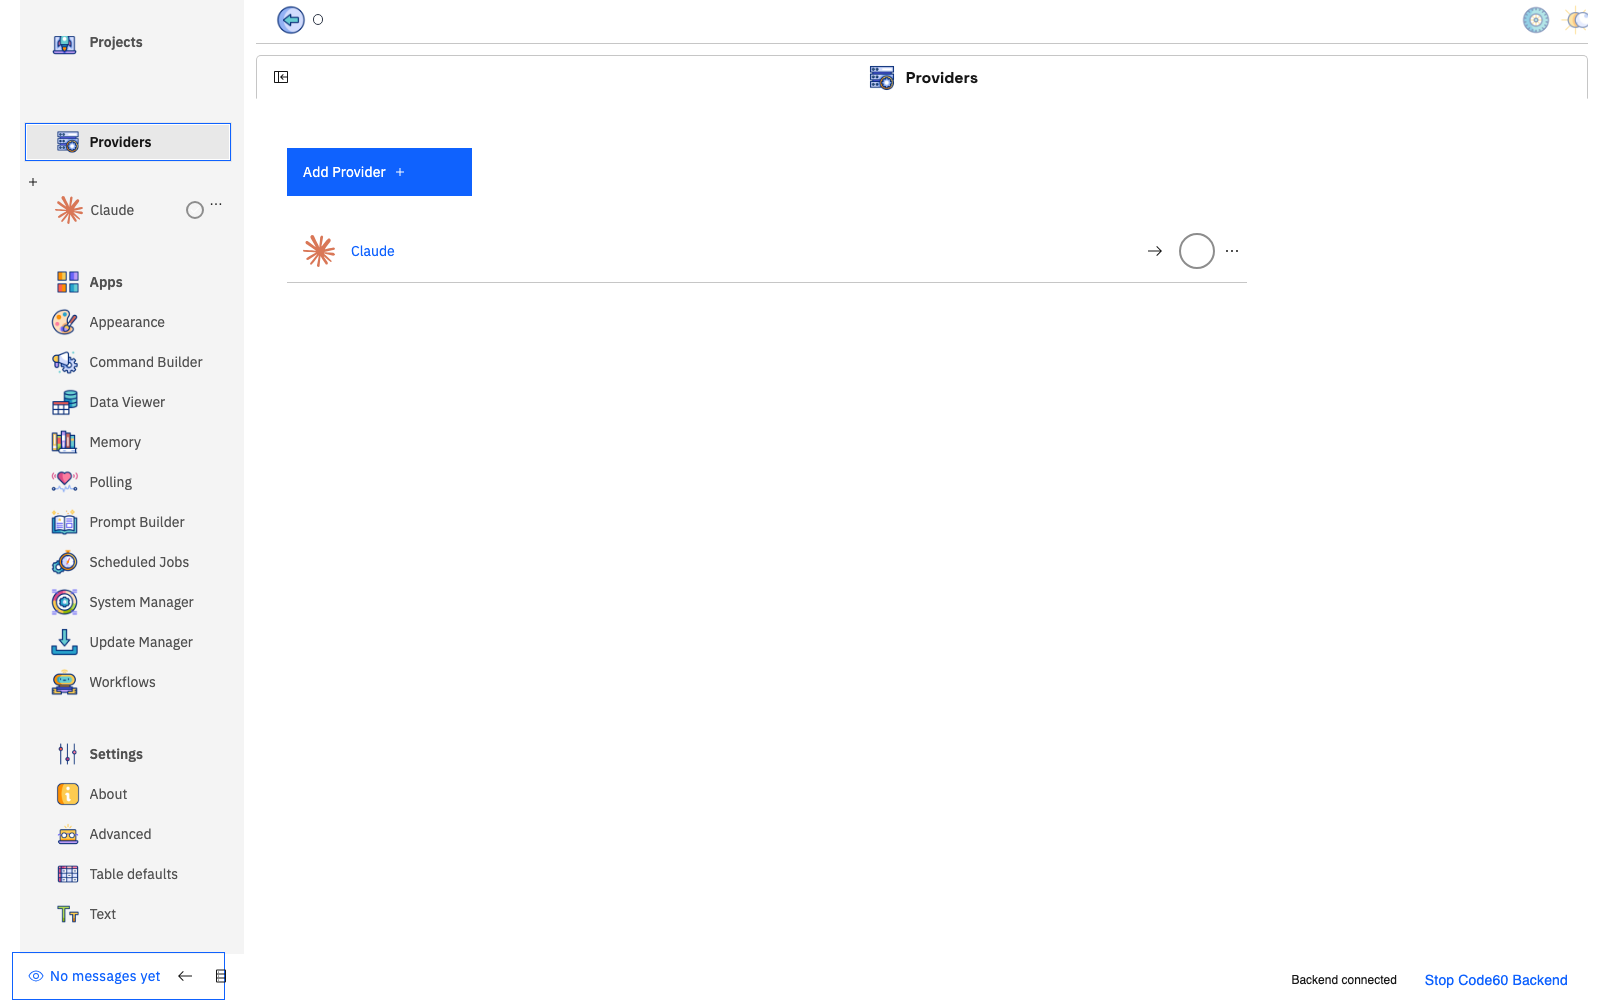 Projects
Providers
Claude
Apps
Appearance
Command Builder
Data Viewer
Memory
Polling
Prompt Builder
Scheduled Jobs
System Manager
Update Manager
Workflows
Settings
About
Advanced
Table defaults
Text
No messages yet
Providers
Add Provider +
Claude
Backend connected
Stop Code60 Backend